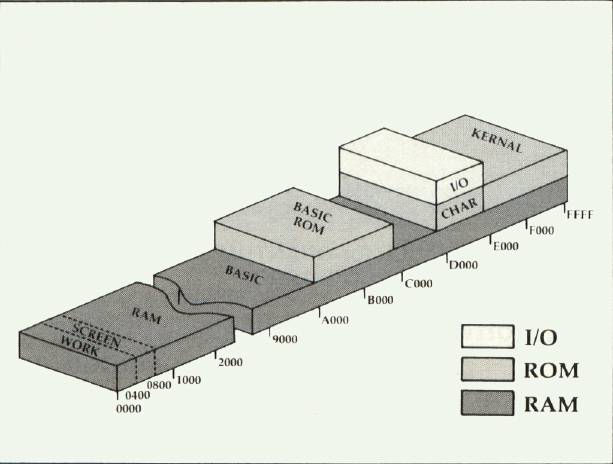 KERNAL
I/O
CHAR
BASIC
ROM
BASIC
RAM
SCREEN
WORK
FFFF
F000
E000
D000
C000
B000
A000
9000
2000
1000
0800
0400
0000
I/O
ROM
RAM